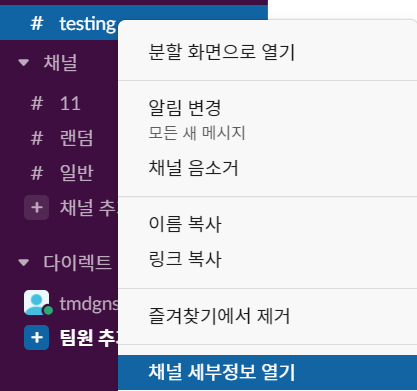 # testing
분할 화면으로 열기
채널
알림 변경
모든 새 메시지
# 11
# 랜덤
채널 음소거
# 일반
+ 채널 추
이름 복사
링크 복사
다이렉트
tmdgns
즐겨찾기에서 제거
+ 팀원 추
채널 세부정보 열기